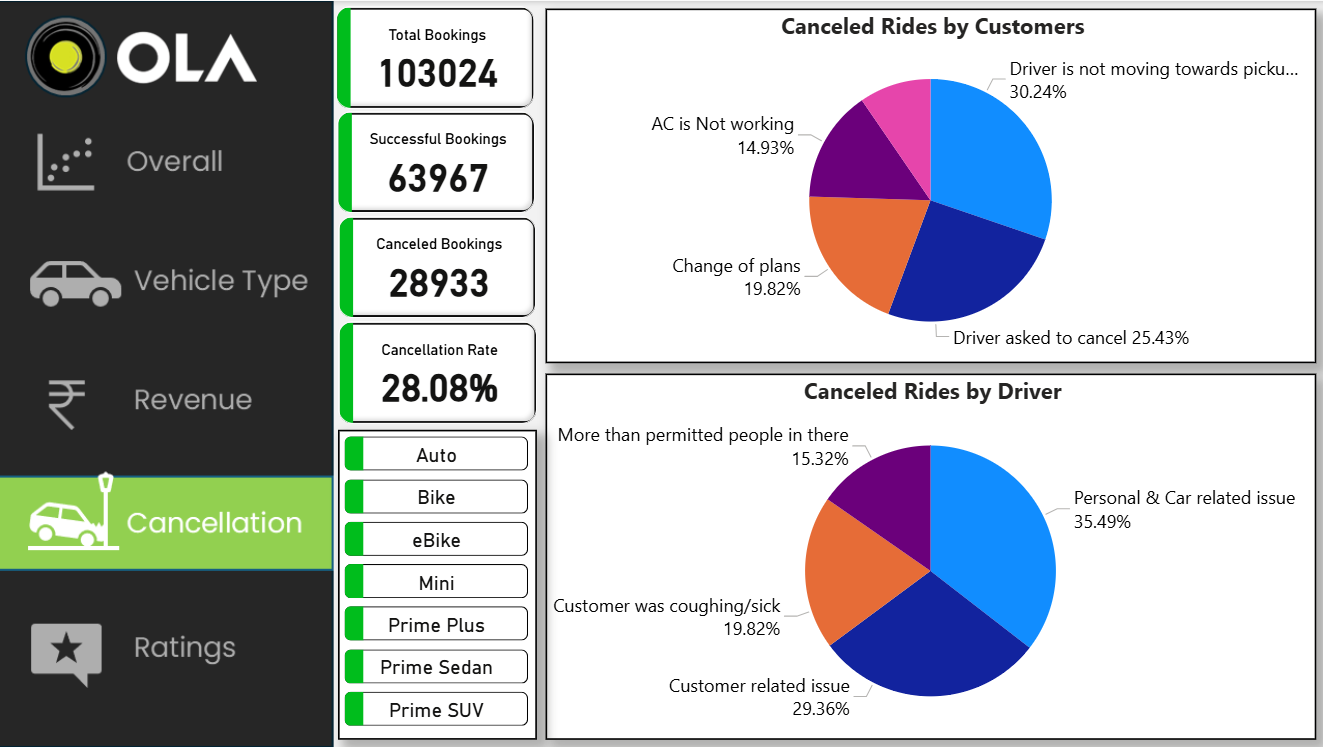 OLA
Overall
Vehicle Type
Revenue
Cancellation
Ratings
Total Bookings
103024
Successful Bookings
63967
Canceled Bookings
28933
Cancellation Rate
28.08%
Auto
Bike
eBike
Mini
Prime Plus
Prime Sedan
Prime SUV
Canceled Rides by Customers
Driver is not moving towards picku...
30.24%
AC is Not working
14.93%
Change of plans
19.82%
Driver asked to cancel 25.43%
Canceled Rides by Driver
More than permitted people in there
15.32%
Personal & Car related issue
35.49%
Customer was coughing/sick
19.82%
Customer related issue
29.36%